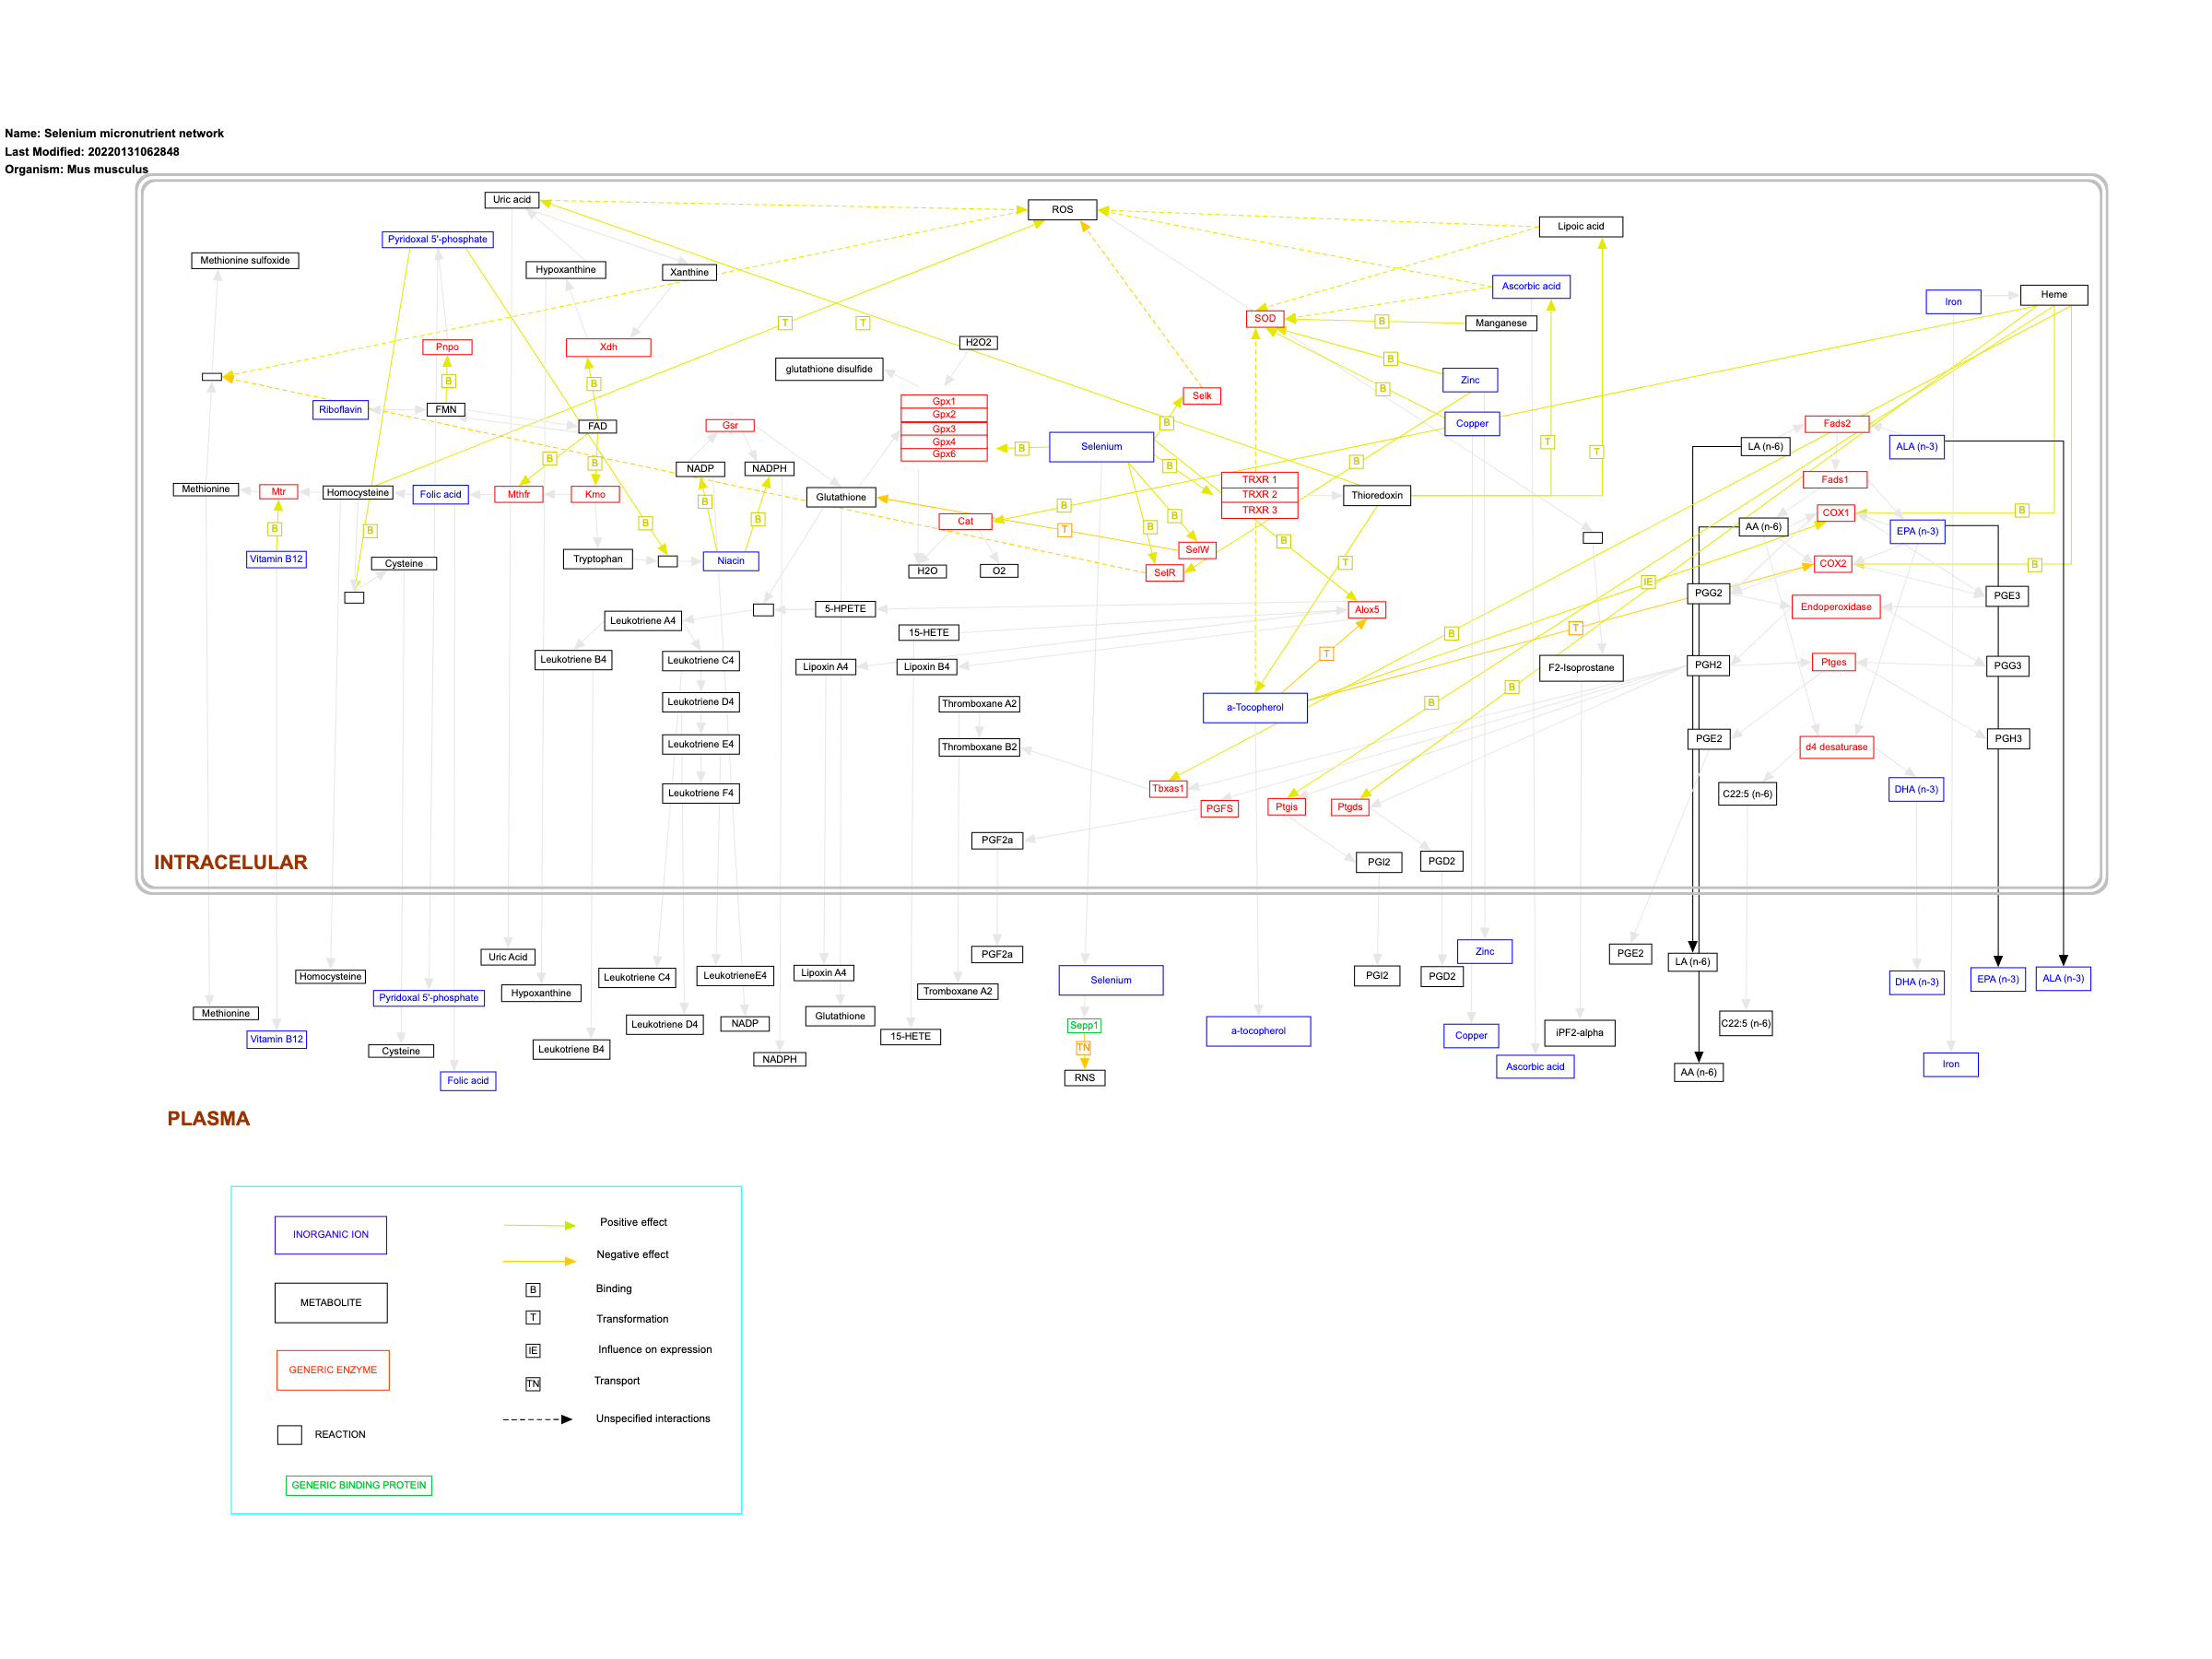 Name: Selenium micronutrient network
Last Modified: 20220131062848
Organism: Mus musculus
Uric acid
ROS
Lipoic acid
Pyridoxal 5'-phosphate
Methionine sulfoxide
Hypoxanthine
Xanthine
Ascorbic acid
Iron
Heme
T
T
SOD
B
Manganese
Pnpo
Xdh
H2O2
glutathione disulfide
B
Zinc
B
B
B
Selk
Riboflavin
FMN
Gpx1
Gpx2
Gpx3
Gpx4
Gpx6
FAD
Gsr
B
Copper
Fads2
Selenium
B
T
T
LA (n-6)
ALA (n-3)
B
B
B
B
NADP
NADPH
TRXR 1
TRXR 2
TRXR 3
Fads1
Methionine
Mtr
Homocysteine
Folic acid
Mthfr
Kmo
Glutathione
Thioredoxin
B
B
B
B
COX1
B
B
B
B
B
Cat
T
B
B
AA (n-6)
EPA (n-3)
Vitamin B12
Cysteine
Tryptophan
Niacin
H2O
O2
SelW
SelR
T
COX2
B
IE
PGG2
PGE3
Leukotriene A4
5-HPETE
Alox5
Endoperoxidase
15-HETE
T
B
T
Leukotriene B4
Leukotriene C4
Lipoxin A4
Lipoxin B4
F2-Isoprostane
PGH2
Ptges
PGG3
Leukotriene D4
Thromboxane A2
a-Tocopherol
B
B
Leukotriene E4
Thromboxane B2
PGE2
d4 desaturase
PGH3
Leukotriene F4
Tbxas1
PGFS
Ptgis
Ptgds
C22:5 (n-6)
DHA (n-3)
PGF2a
INTRACELULAR
PGI2
PGD2
Uric Acid
PGF2a
Zinc
PGE2
LA (n-6)
Homocysteine
Leukotriene C4
LeukotrieneE4
Lipoxin A4
Selenium
PGI2
PGD2
DHA (n-3)
EPA (n-3)
ALA (n-3)
Pyridoxal 5'-phosphate
Hypoxanthine
Tromboxane A2
Methionine
Leukotriene D4
NADP
Glutathione
Sepp1
a-tocopherol
Copper
iPF2-alpha
C22:5 (n-6)
Vitamin B12
Cysteine
Leukotriene B4
NADPH
15-HETE
TN
Ascorbic acid
Iron
Folic acid
RNS
AA (n-6)
PLASMA
INORGANIC ION
Positive effect
Negative effect
METABOLITE
B
Binding
T
Transformation
GENERIC ENZYME
IE
Influence on expression
TN
Transport
REACTION
Unspecified interactions
GENERIC BINDING PROTEIN